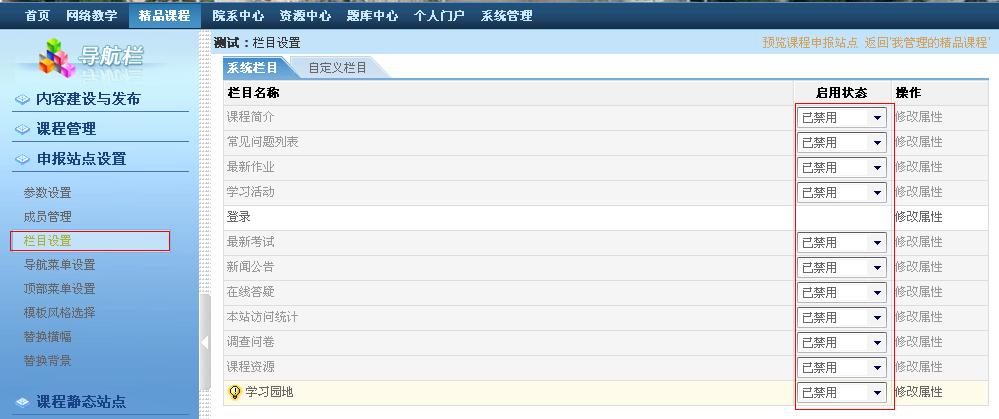 首页 网络教学 精品课程 院系中心 资源中心 题库中心 个人门户 系统管理
导航栏
内容建设与发布
课程管理
申报站点设置
参数设置
成员管理
栏目设置
导航菜单设置
顶部菜单设置
模板风格选择
替换横幅
替换背景
课程静态站点
测试：栏目设置 预览课程申报站点 返回'我管理的精品课程'
系统栏目 自定义栏目
栏目名称 启用状态 操作
课程简介 已禁用 修改属性
常见问题列表 已禁用 修改属性
最新作业 已禁用 修改属性
学习活动 已禁用 修改属性
登录 修改属性
最新考试 已禁用 修改属性
新闻公告 已禁用 修改属性
在线答疑 已禁用 修改属性
本站访问统计 已禁用 修改属性
调查问卷 已禁用 修改属性
课程资源 已禁用 修改属性
学习园地 已禁用 修改属性